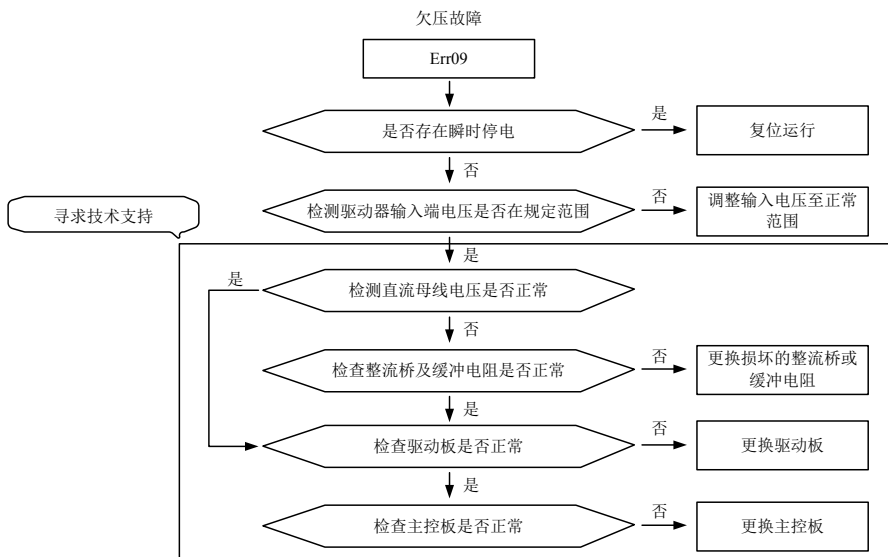 欠压故障
Err09
是否存在瞬时停电
是
复位运行
否
寻求技术支持
检测驱动器输入端电压是否在规定范围
否
调整输入电压至正常
范围
是
是
检测直流母线电压是否正常
否
检查整流桥及缓冲电阻是否正常
否
更换损坏的整流桥或
缓冲电阻
是
检查驱动板是否正常
否
更换驱动板
是
检查主控板是否正常
否
更换主控板